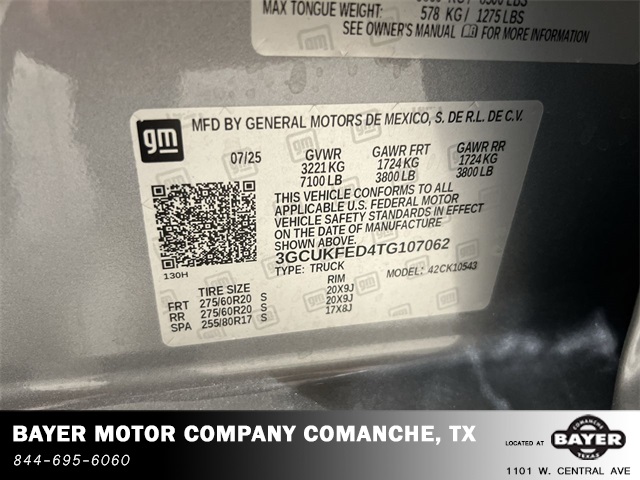 MAX TONGUE WEIGHT: 578 KG / 1275 LBS
SEE OWNER'S MANUAL FOR MORE INFORMATION
gm
MFD BY GENERAL MOTORS DE MEXICO, S. DE R.L. DE C.V.
07/25 GVWR GAWR FRT GAWR RR
3221 KG 1724 KG 1724 KG
7100 LB 3800 LB 3800 LB
THIS VEHICLE CONFORMS TO ALL
APPLICABLE U.S. FEDERAL MOTOR
VEHICLE SAFETY STANDARDS IN EFFECT
ON THE DATE OF MANUFACTURE
SHOWN ABOVE.
3GCUKFED4TG107062
130H
TYPE: TRUCK MODEL: 42CK10543
TIRE SIZE RIM
FRT 275/60R20 S 20X9J
RR 275/60R20 S 20X9J
SPA 255/80R17 S 17X8J
BAYER MOTOR COMPANY COMANCHE, TX
844-695-6060
LOCATED AT
COMANCHE
BAYER
TEXAS
1101 W. CENTRAL AVE